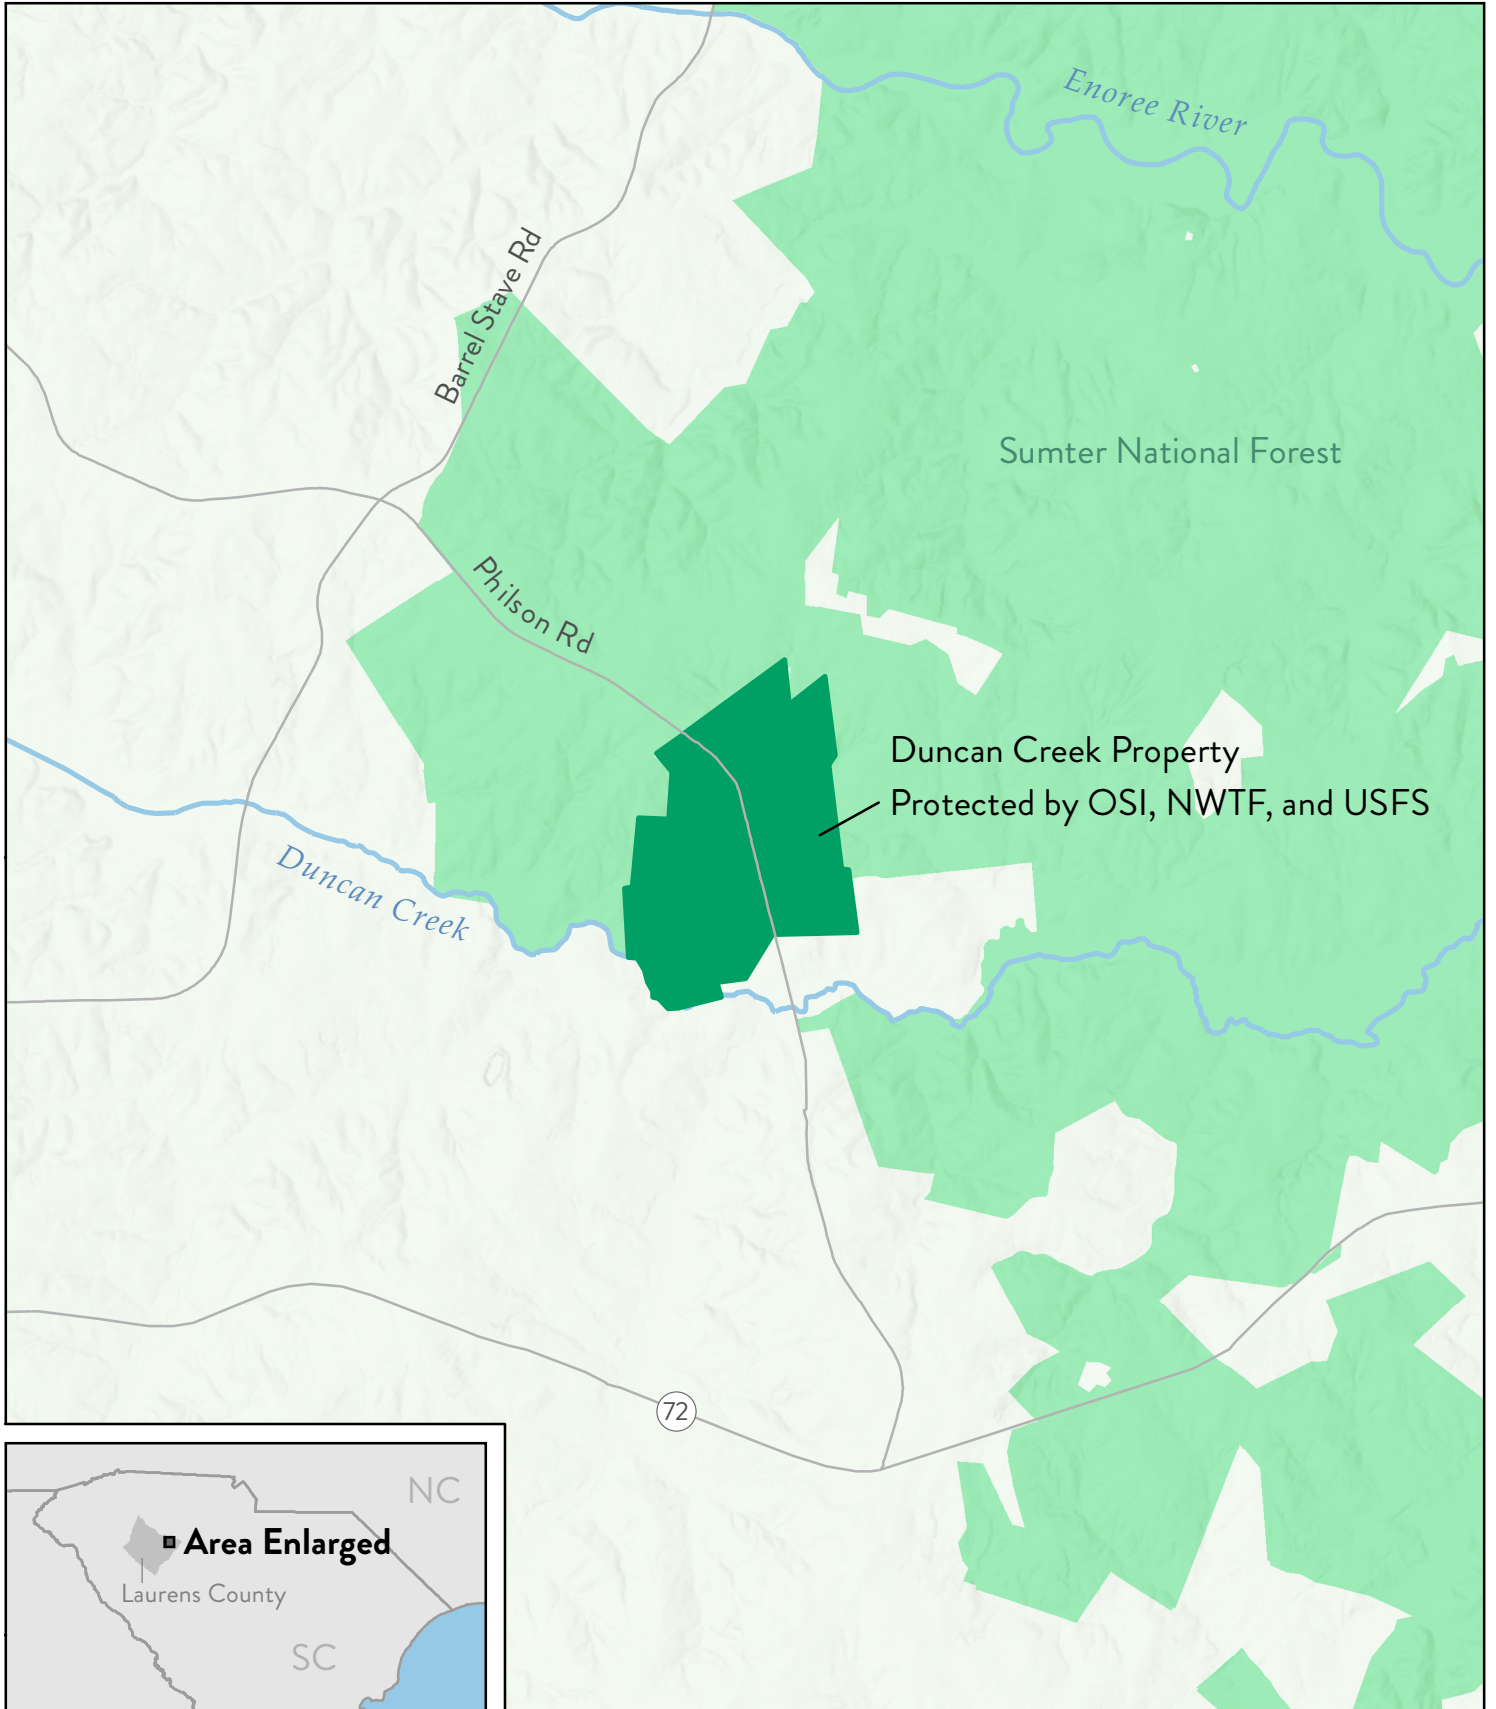 Enoree River
Barrel Stave Rd
Sumter National Forest
Philson Rd
Duncan Creek Property
Protected by OSI, NWTF, and USFS
Duncan Creek
72
NC
Area Enlarged
Laurens County
SC